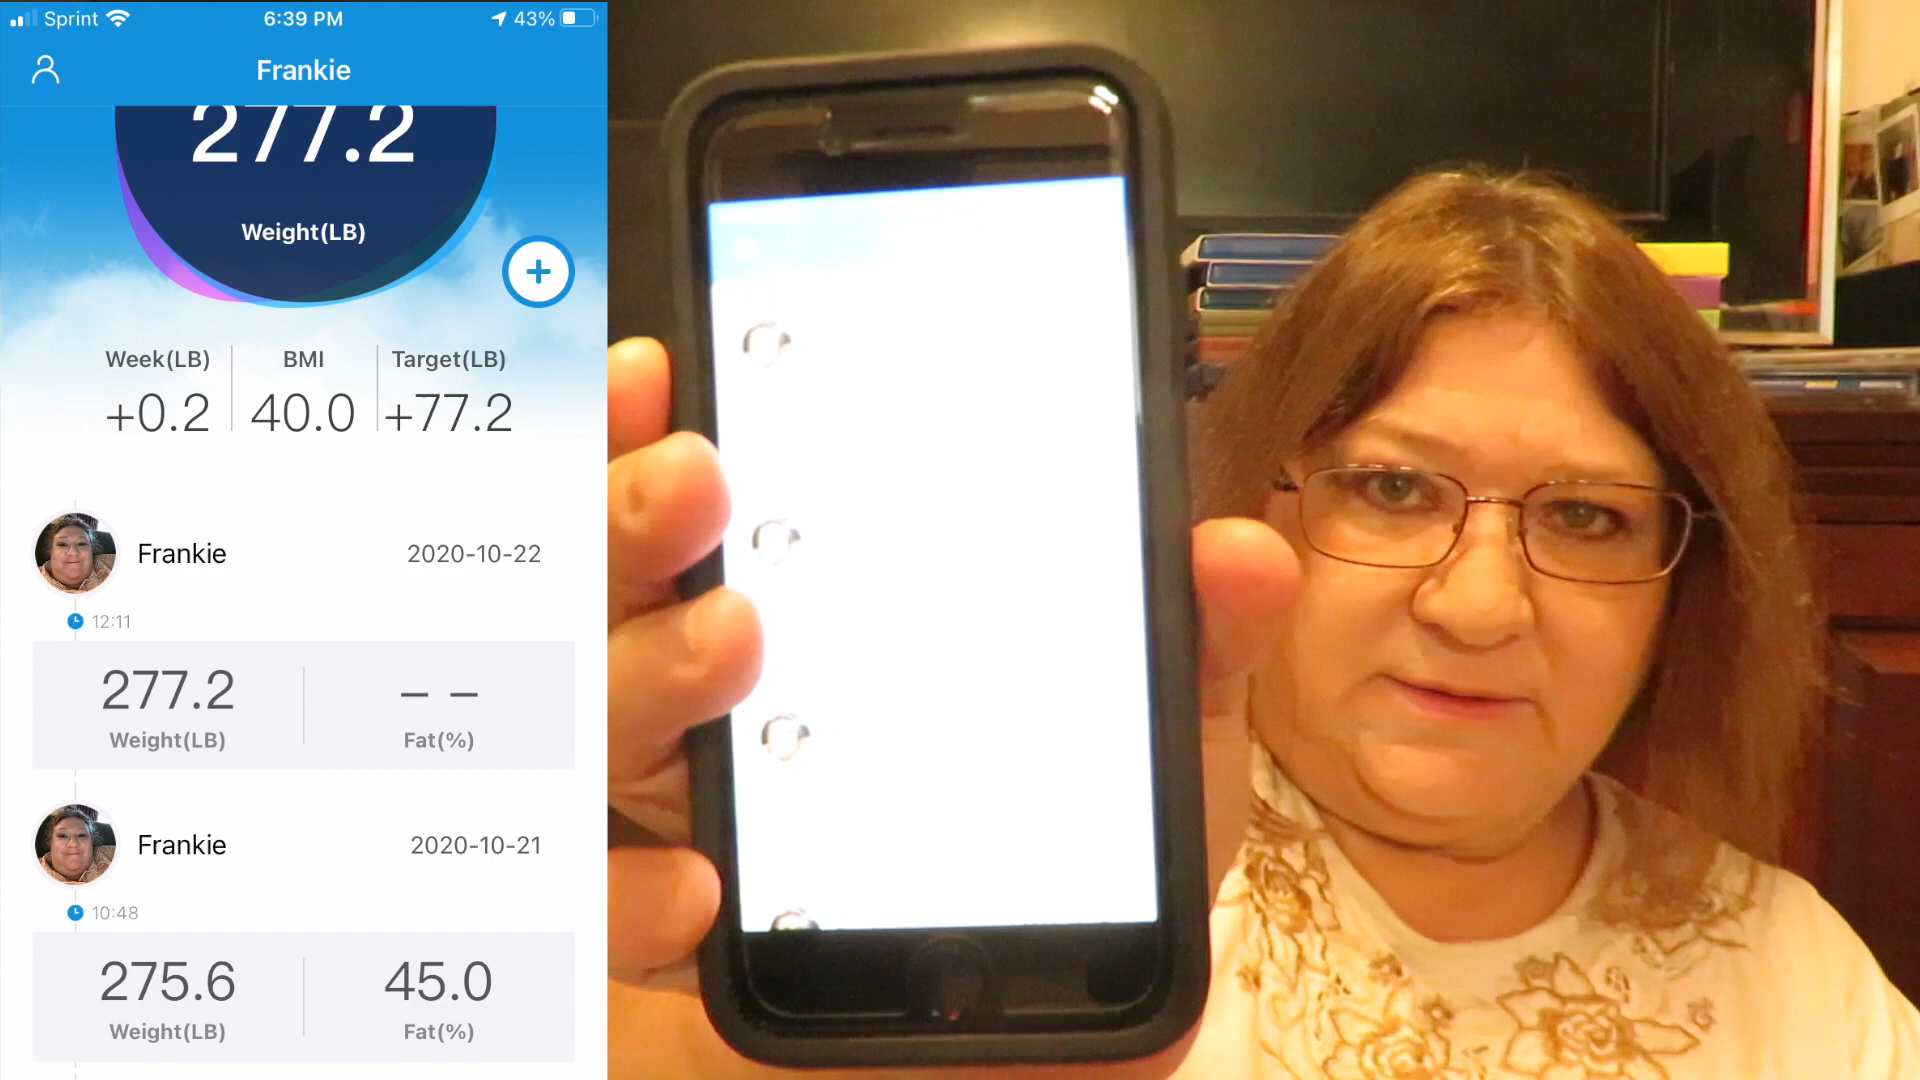 Sprint 6:39 PM 43%
Frankie
277.2
Weight(LB)
+
Week(LB) BMI Target(LB)
+0.2 40.0 +77.2
Frankie 2020-10-22
12:11
277.2 – –
Weight(LB) Fat(%)
Frankie 2020-10-21
10:48
275.6 45.0
Weight(LB) Fat(%)